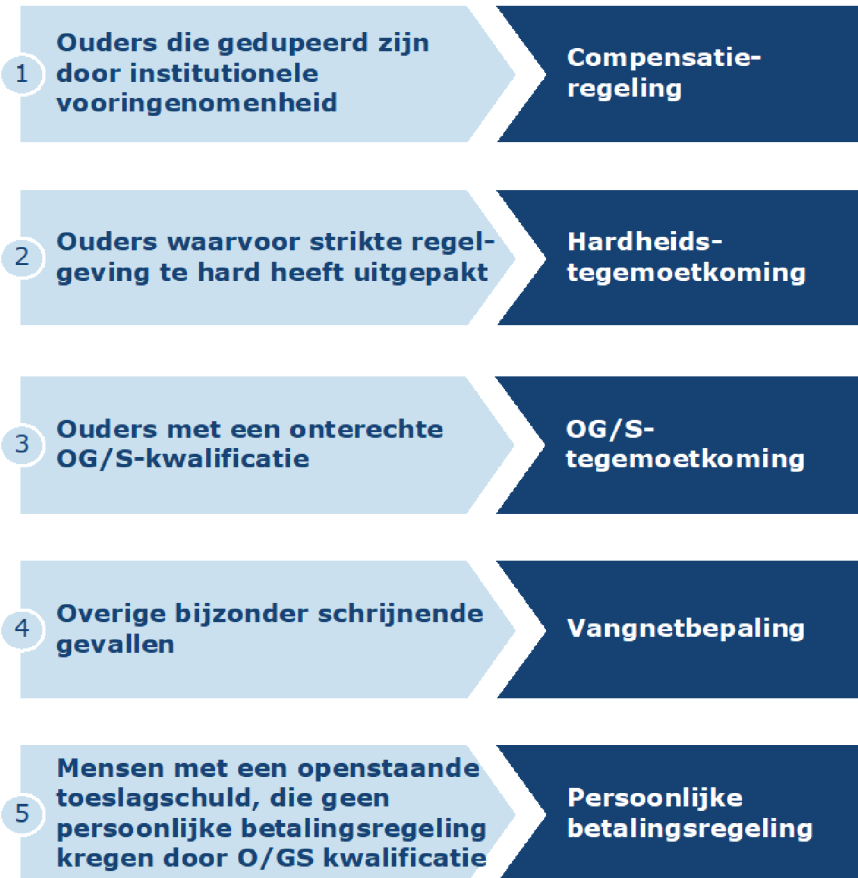 1
Ouders die gedupeerd zijn
door institutionele
vooringenomenheid
Compensatie-
regeling
2
Ouders waarvoor strikte regel-
geving te hard heeft uitgepakt
Hardheids-
tegemoetkoming
3
Ouders met een onterechte
OG/S-kwalificatie
OG/S-
tegemoetkoming
4
Overige bijzonder schrijnende
gevallen
Vangnetbepaling
5
Mensen met een openstaande
toeslagschuld, die geen
persoonlijke betalingsregeling
kregen door O/GS kwalificatie
Persoonlijke
betalingsregeling